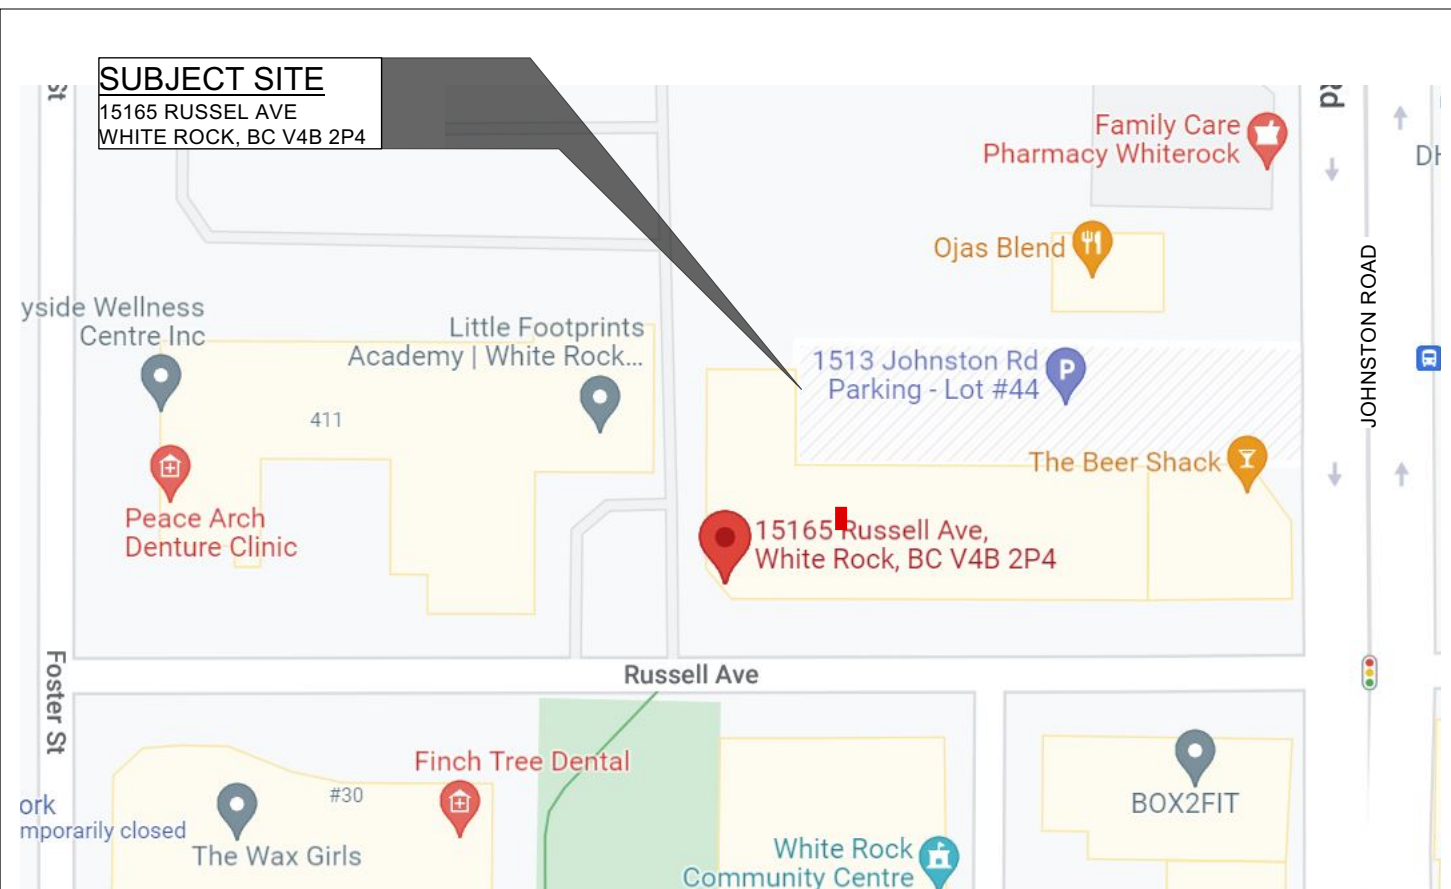 SUBJECT SITE
15165 RUSSEL AVE
WHITE ROCK, BC V4B 2P4
St
Rd
Family Care
Pharmacy Whiterock
Ojas Blend
JOHNSTON ROAD
yside Wellness
Centre Inc
Little Footprints
Academy | White Rock...
411
1513 Johnston Rd
Parking - Lot #44
P
The Beer Shack
Peace Arch
Denture Clinic
15165 Russell Ave,
White Rock, BC V4B 2P4
Russell Ave
Foster St
Finch Tree Dental
#30
The Wax Girls
ork
mporarily closed
BOX2FIT
White Rock
Community Centre